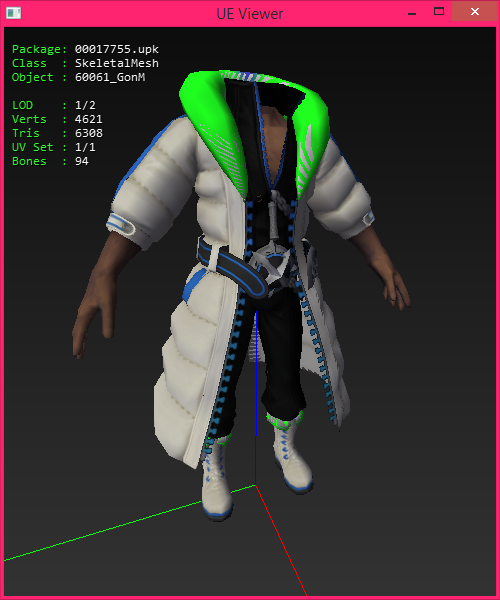 UE Viewer
Package: 00017755.upk
Class : SkeletalMesh
Object : 60061_GonM
LOD : 1/2
Verts : 4621
Tris : 6308
UV Set : 1/1
Bones : 94